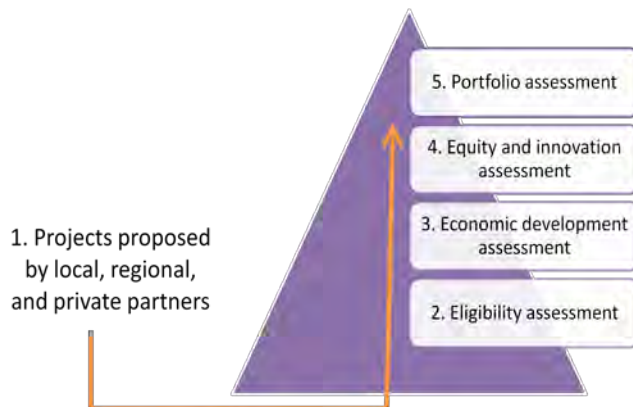 1. Projects proposed
by local, regional,
and private partners
5. Portfolio assessment
4. Equity and innovation
assessment
3. Economic development
assessment
2. Eligibility assessment